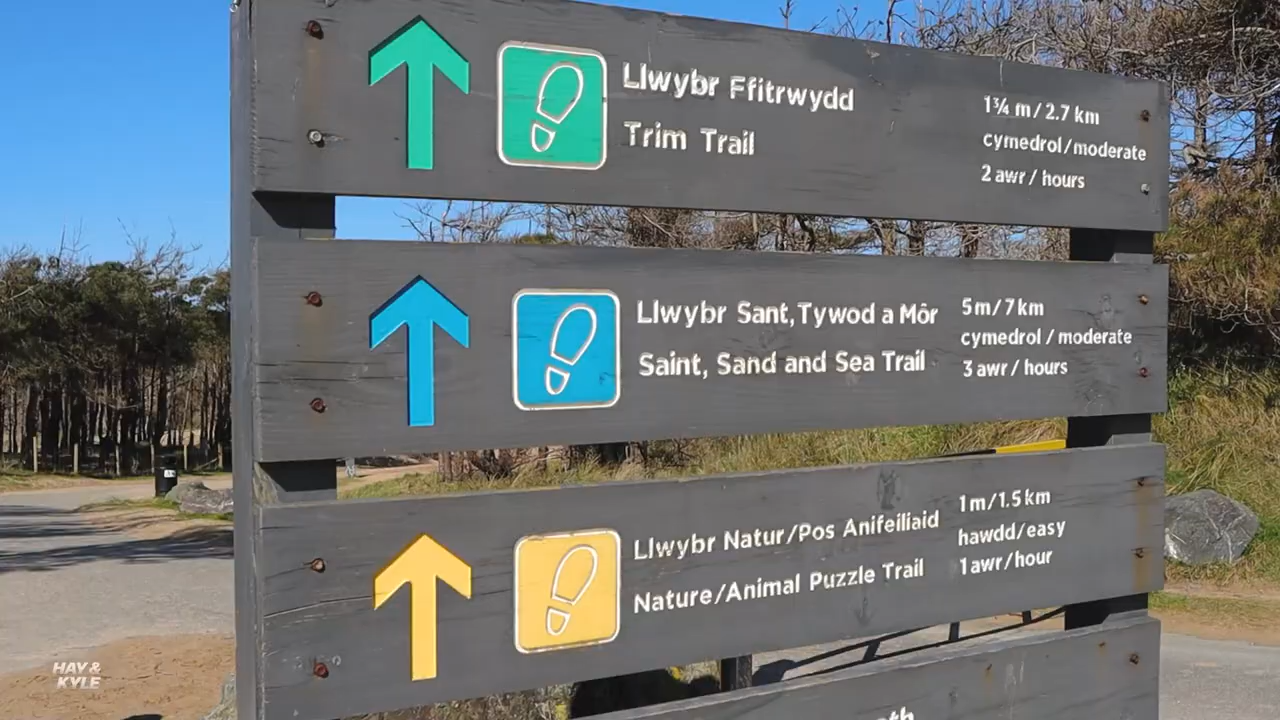 Llwybr Ffitrwydd
Trim Trail
1¾ m / 2.7 km
cymedrol / moderate
2 awr / hours
Llwybr Sant, Tywod a Môr
Saint, Sand and Sea Trail
5 m / 7 km
cymedrol / moderate
3 awr / hours
Llwybr Natur/Pos Anifeiliaid
Nature/Animal Puzzle Trail
1 m/1.5 km
hawdd/easy
1 awr/hour
HAY &
KYLE